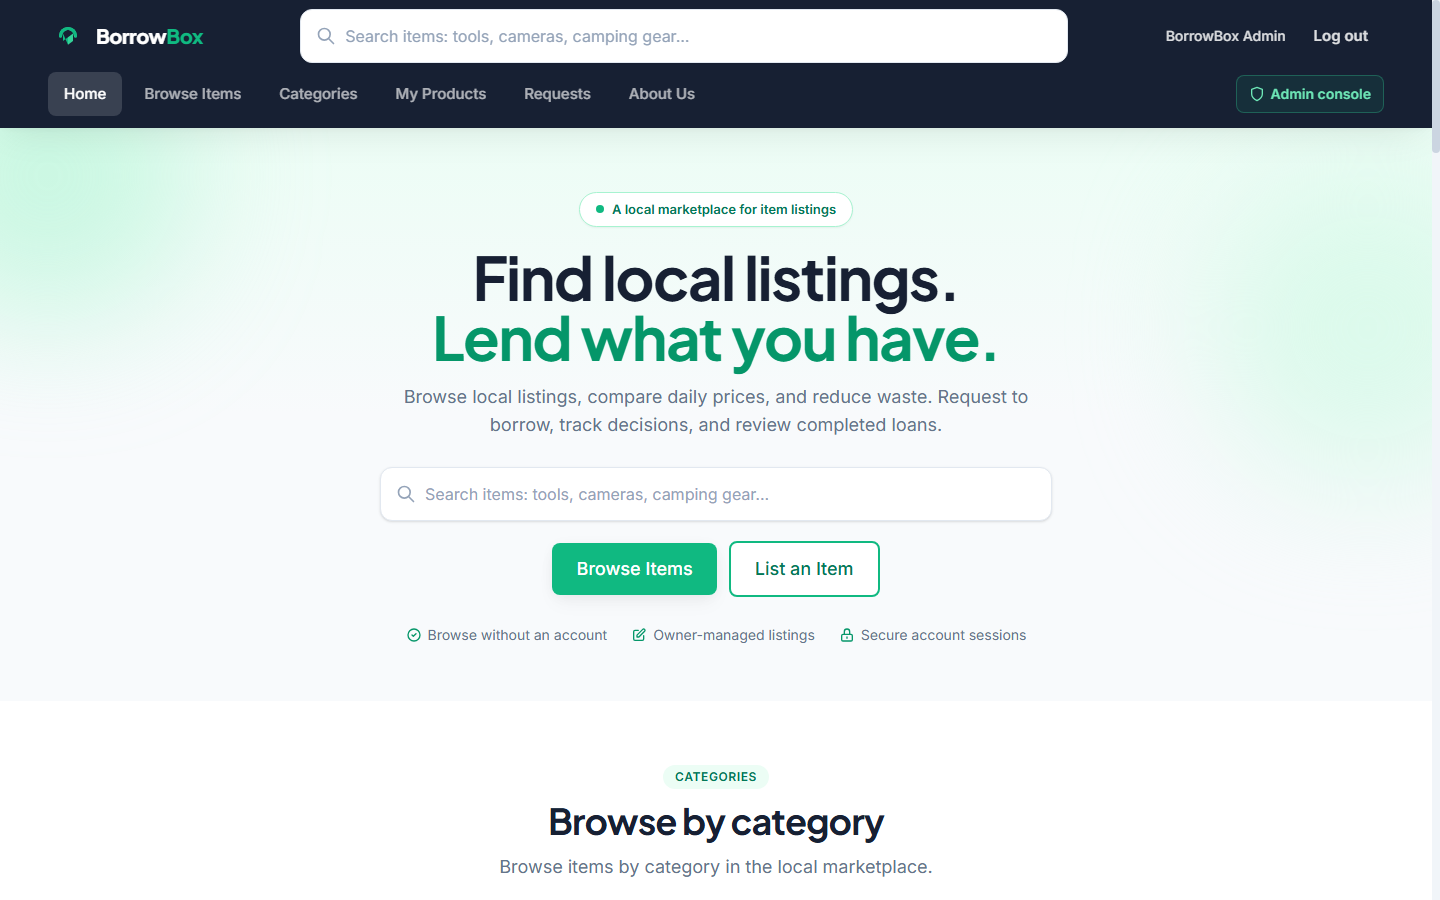 BorrowBox
Search items: tools, cameras, camping gear...
BorrowBox Admin
Log out
Home
Browse Items
Categories
My Products
Requests
About Us
Admin console
A local marketplace for item listings
Find local listings.
Lend what you have.
Browse local listings, compare daily prices, and reduce waste. Request to
borrow, track decisions, and review completed loans.
Search items: tools, cameras, camping gear...
Browse Items
List an Item
Browse without an account
Owner-managed listings
Secure account sessions
CATEGORIES
Browse by category
Browse items by category in the local marketplace.